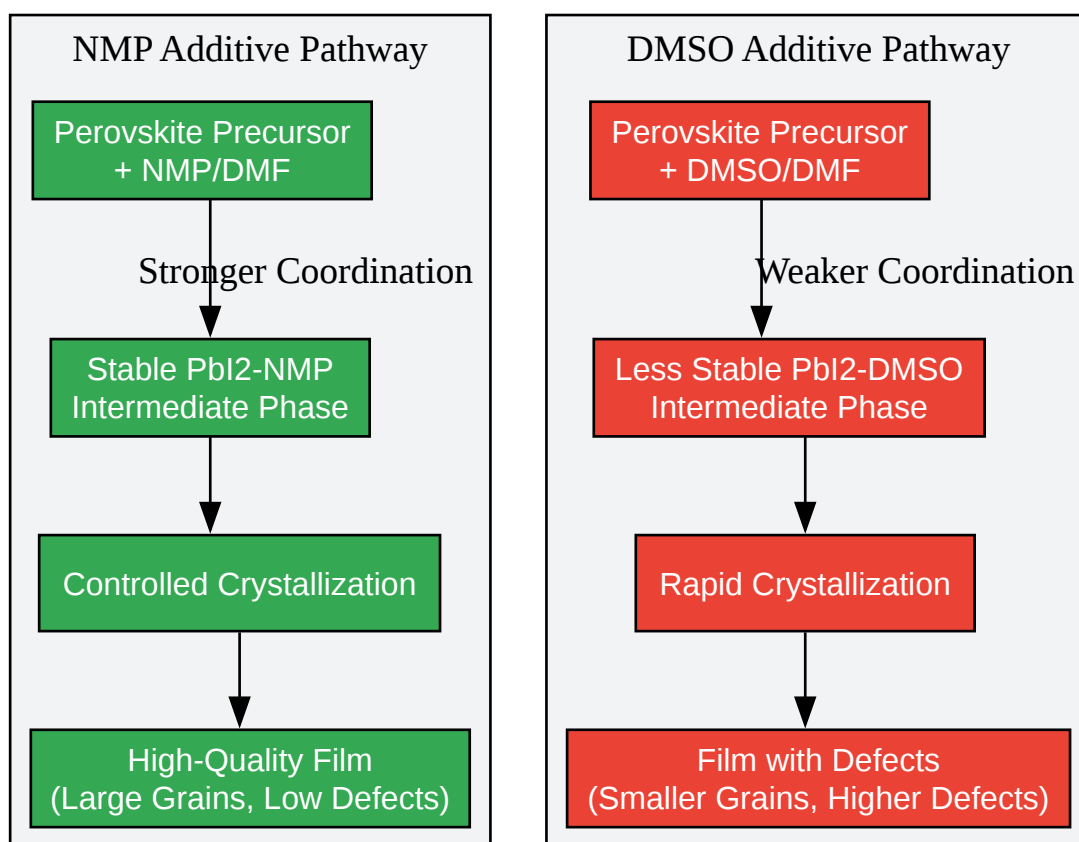 NMP Additive Pathway
Perovskite Precursor
+ NMP/DMF
Stronger Coordination
Stable PbI2-NMP
Intermediate Phase
Controlled Crystallization
High-Quality Film
(Large Grains, Low Defects)
DMSO Additive Pathway
Perovskite Precursor
+ DMSO/DMF
Weaker Coordination
Less Stable PbI2-DMSO
Intermediate Phase
Rapid Crystallization
Film with Defects
(Smaller Grains, Higher Defects)